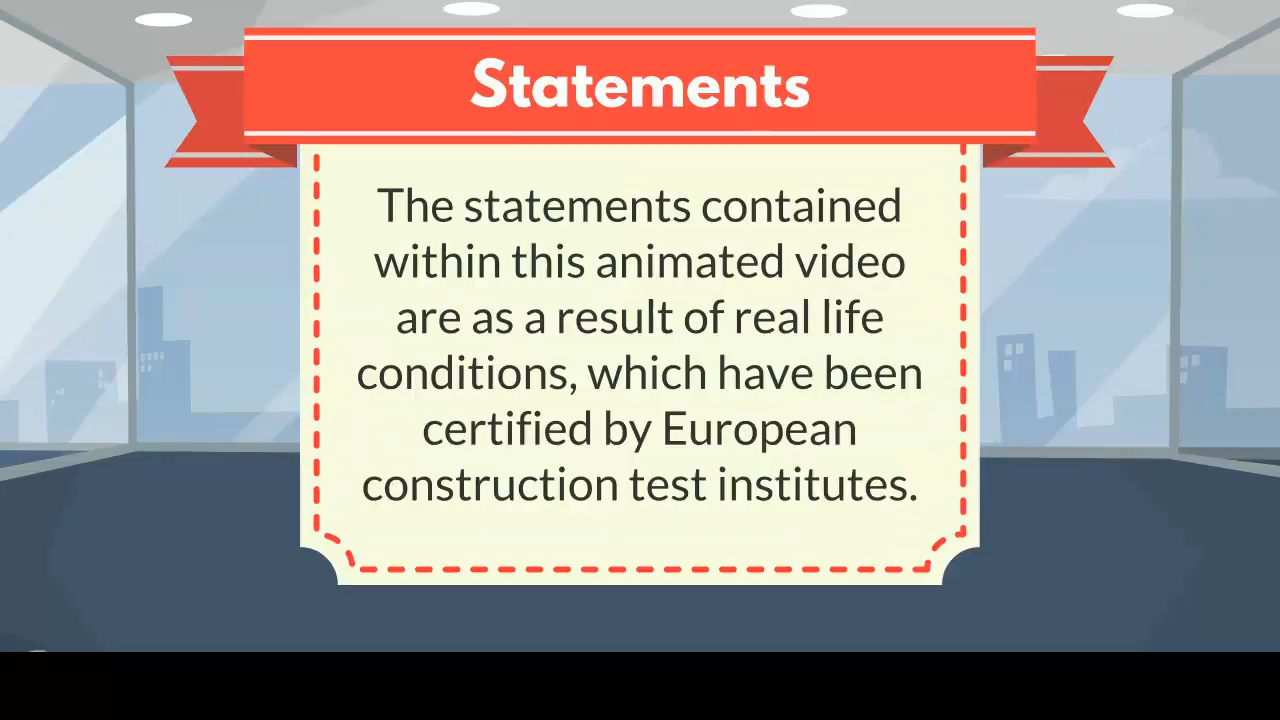 Statements
The statements contained
within this animated video
are as a result of real life
conditions, which have been
certified by European
construction test institutes.